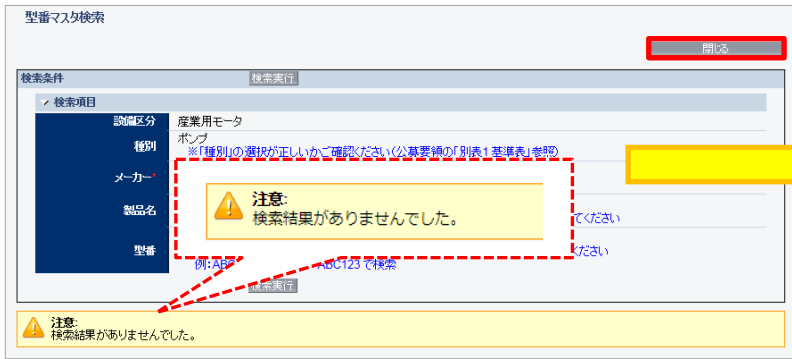 型番マスタ検索
閉じる
検索条件 検索実行
検索項目
設備区分 産業用モータ
種別 ポンプ
※「種別」の選択が正しいかご確認ください(公募要領の「別表1 基準表」参照)
メーカー*
注意:
検索結果がありませんでした。
製品名 てください
型番 ください
例:ABC ABC123 で検索
検索実行
注意:
検索結果がありませんでした。